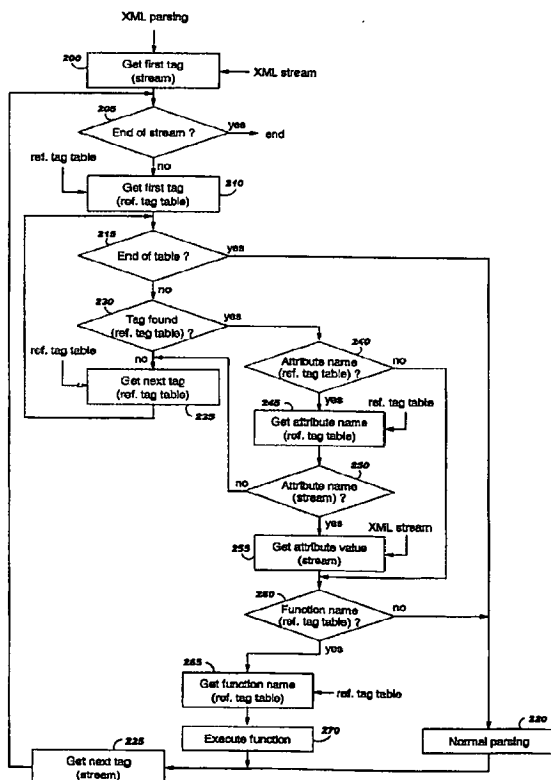 XML parsing
200
Get first tag
(stream)
XML stream
205
End of stream ?
yes
end
no
ref. tag table
Get first tag
(ref. tag table)
210
215
End of table ?
yes
no
230
Tag found
(ref. tag table) ?
yes
no
240
Attribute name
(ref. tag table) ?
no
yes
ref. tag table
Get next tag
(ref. tag table)
235
245
ref. tag table
Get attribute name
(ref. tag table)
250
Attribute name
(stream) ?
no
yes
XML stream
255
Get attribute value
(stream)
260
Function name
(ref. tag table) ?
no
yes
265
Get function name
(ref. tag table)
ref. tag table
Execute function
270
220
Normal parsing
225
Get next tag
(stream)